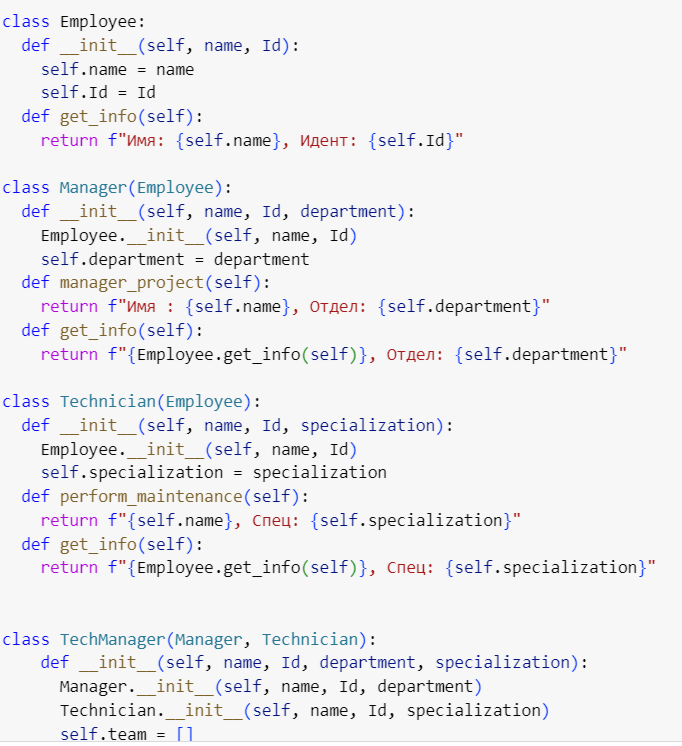 class Employee:
  def __init__(self, name, Id):
    self.name = name
    self.Id = Id
  def get_info(self):
    return f"Имя: {self.name}, Идент: {self.Id}"

class Manager(Employee):
  def __init__(self, name, Id, department):
    Employee.__init__(self, name, Id)
    self.department = department
  def manager_project(self):
    return f"Имя : {self.name}, Отдел: {self.department}"
  def get_info(self):
    return f"{Employee.get_info(self)}, Отдел: {self.department}"

class Technician(Employee):
  def __init__(self, name, Id, specialization):
    Employee.__init__(self, name, Id)
    self.specialization = specialization
  def perform_maintenance(self):
    return f"{self.name}, Спец: {self.specialization}"
  def get_info(self):
    return f"{Employee.get_info(self)}, Спец: {self.specialization}"


class TechManager(Manager, Technician):
    def __init__(self, name, Id, department, specialization):
      Manager.__init__(self, name, Id, department)
      Technician.__init__(self, name, Id, specialization)
      self.team = []